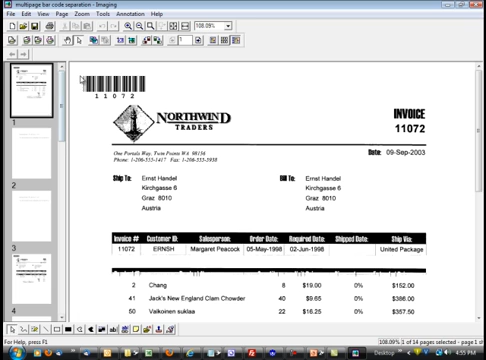 multipage bar code separation - Imaging
File Edit View Page Zoom Tools Annotation Help
108.09%
1
11072
NORTHWIND
TRADERS
INVOICE
11072
One Portals Way, Twin Points WA 98156
Phone: 1-206-555-1417 Fax: 1-206-555-5938
Date: 09-Sep-2003
Ship To: Ernst Handel
Kirchgasse 6
Graz 8010
Austria
Bill To: Ernst Handel
Kirchgasse 6
Graz 8010
Austria
Invoice # Customer ID: Salesperson: Order Date: Required Date: Shipped Date: Ship Via:
11072 ERNSH Margaret Peacock 05-May-1998 02-Jun-1998 United Package
2 Chang 8 $19.00 0% $152.00
41 Jack's New England Clam Chowder 40 $9.65 0% $386.00
50 Valkoinen suklaa 22 $16.25 0% $357.50
1
2
3
4
For Help, press F1
108.09% 1 of 14 pages selected - page 1 of
Desktop
4:55 PM